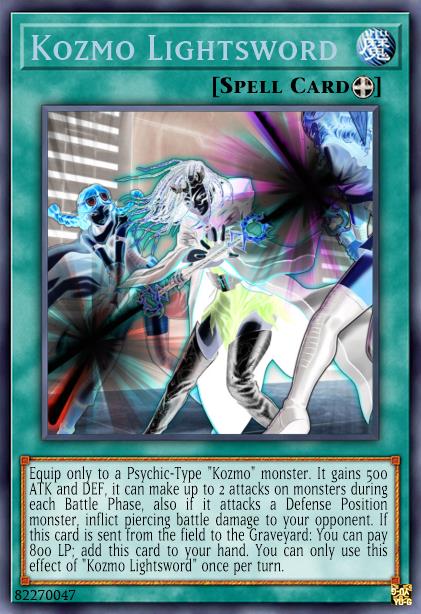 Kozmo Lightsword
魔
[Spell Card]
Equip only to a Psychic-Type "Kozmo" monster. It gains 500
ATK and DEF, it can make up to 2 attacks on monsters during
each Battle Phase, also if it attacks a Defense Position
monster, inflict piercing battle damage to your opponent. If
this card is sent from the field to the Graveyard: You can pay
800 LP; add this card to your hand. You can only use this
effect of "Kozmo Lightsword" once per turn.
82270047